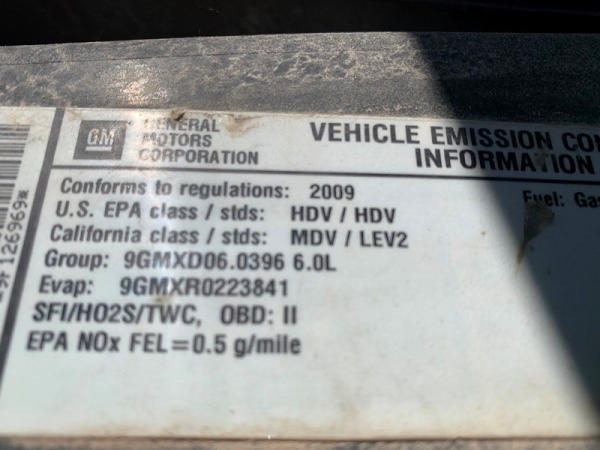 GM
GENERAL
MOTORS
CORPORATION
VEHICLE EMISSION
INFORMATION
Conforms to regulations: 2009
U.S. EPA class / stds: HDV / HDV
California class / stds: MDV / LEV2
Group: 9GMXD06.0396 6.0L
Evap: 9GMXR0223841
SFI/HO2S/TWC, OBD: II
EPA NOx FEL=0.5 g/mile
Fuel:
9F126969